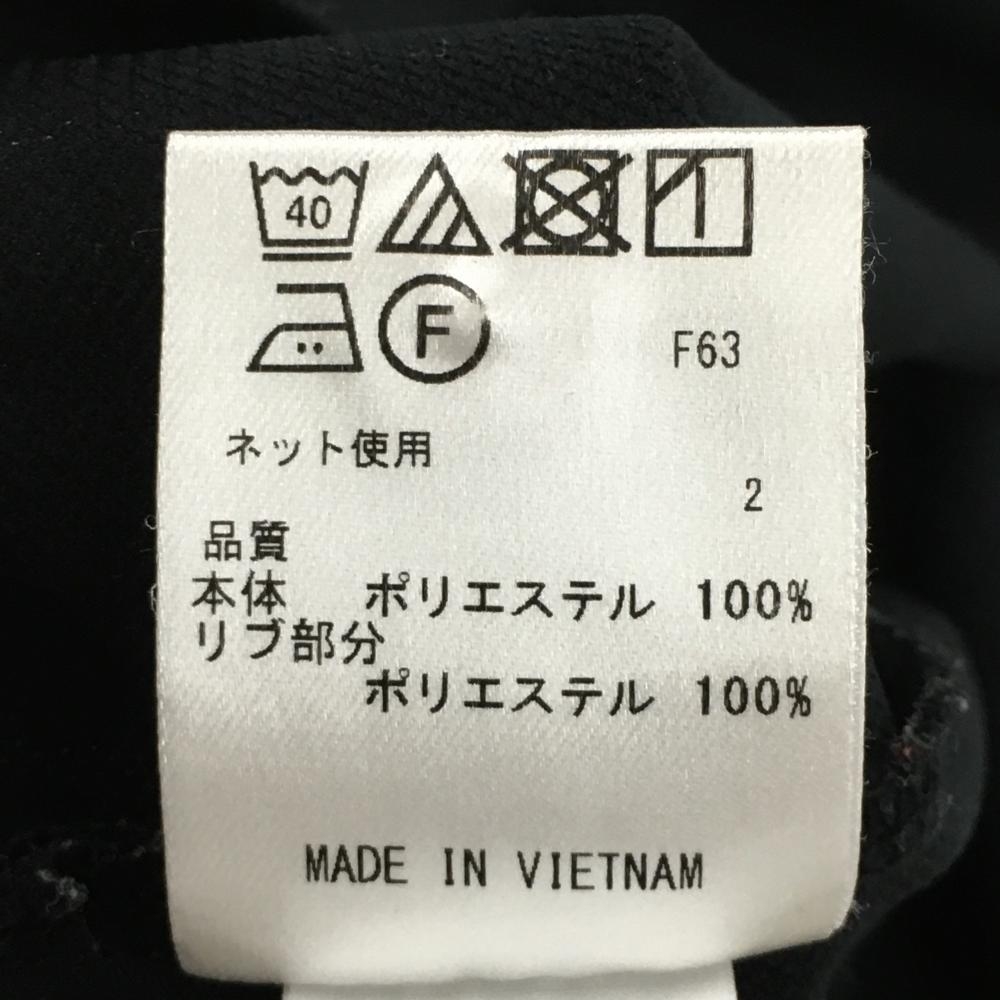 40
F
F63
ネット使用
2
品質
本体 ポリエステル 100%
リブ部分
ポリエステル 100%
MADE IN VIETNAM